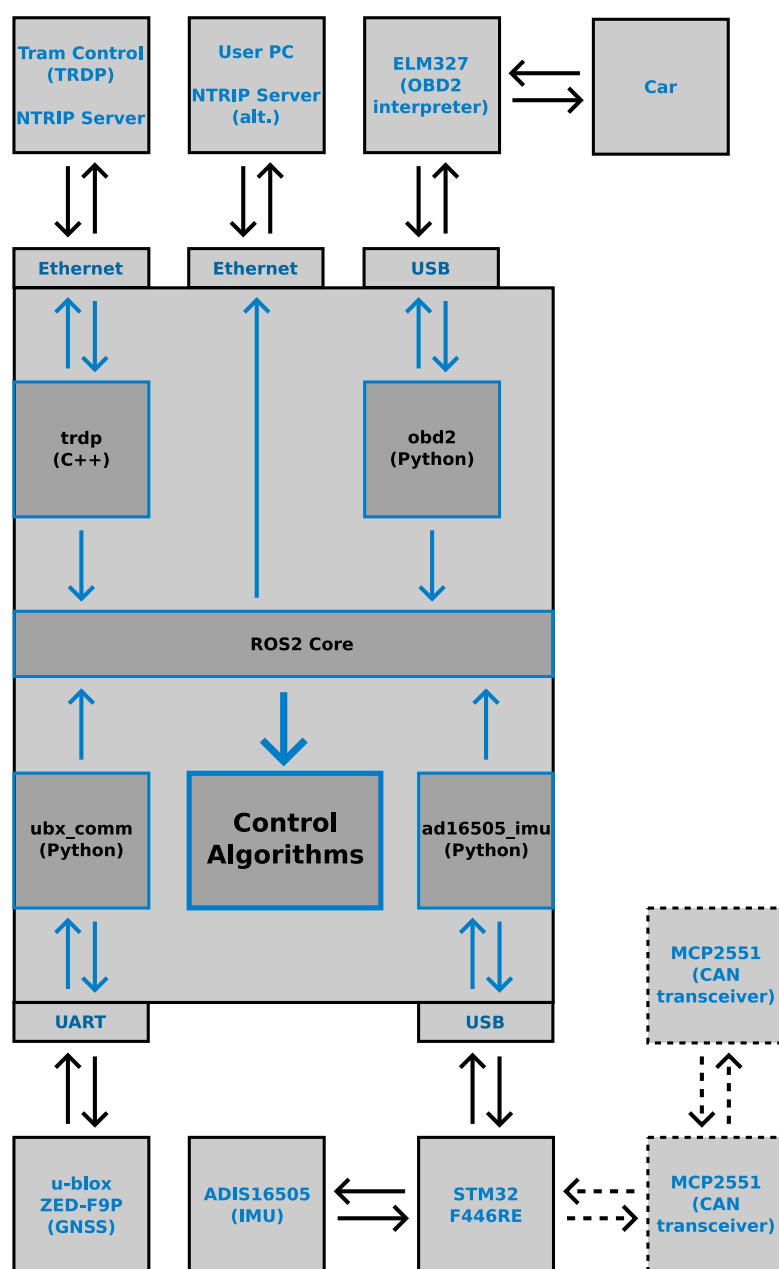 Tram Control
(TRDP)
NTRIP Server
User PC
NTRIP Server
(alt.)
ELM327
(OBD2
interpreter)
Car
Ethernet
Ethernet
USB
trdp
(C++)
obd2
(Python)
ROS2 Core
ubx_comm
(Python)
Control
Algorithms
ad16505_imu
(Python)
MCP2551
(CAN
transceiver)
UART
USB
u-blox
ZED-F9P
(GNSS)
ADIS16505
(IMU)
STM32
F446RE
MCP2551
(CAN
transceiver)